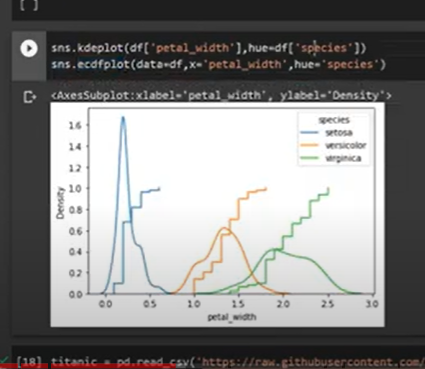 [ ]
sns.kdeplot(df['petal_width'],hue=df['species'])
sns.ecdfplot(data=df,x='petal_width',hue='species')
<AxesSubplot:xlabel='petal_width', ylabel='Density'>
species
setosa
versicolor
virginica
1.6
1.4
1.2
1.0
0.8
0.6
0.4
0.2
0.0
Density
0.0 0.5 1.0 1.5 2.0 2.5 3.0
petal_width
[18] titanic = pd.read_csv('https://raw.githubusercontent.com/